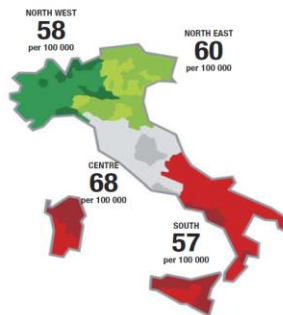 NORTH WEST
58
per 100 000
NORTH EAST
60
per 100 000
CENTRE
68
per 100 000
SOUTH
57
per 100 000